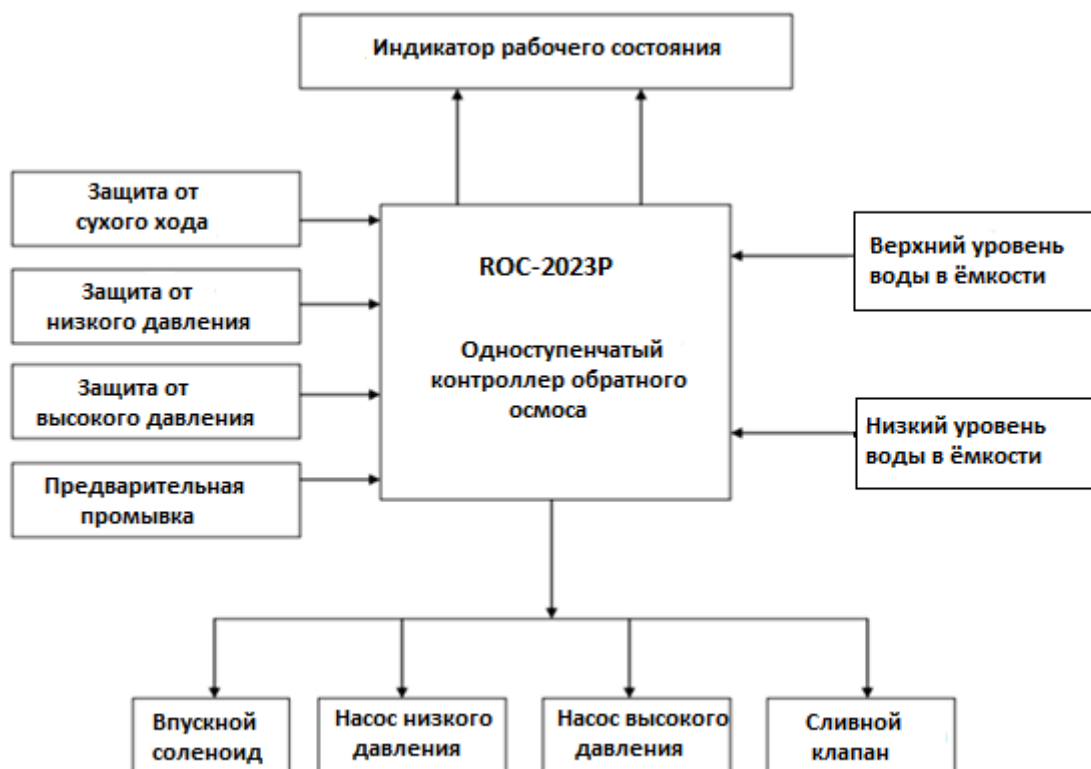 Индикатор рабочего состояния
Защита от
сухого хода
Защита от
низкого давления
Защита от
высокого давления
Предварительная
промывка
ROC-2023P
Одноступенчатый
контроллер обратного
осмоса
Верхний уровень
воды в ёмкости
Низкий уровень
воды в ёмкости
Впускной
соленоид
Насос низкого
давления
Насос высокого
давления
Сливной
клапан